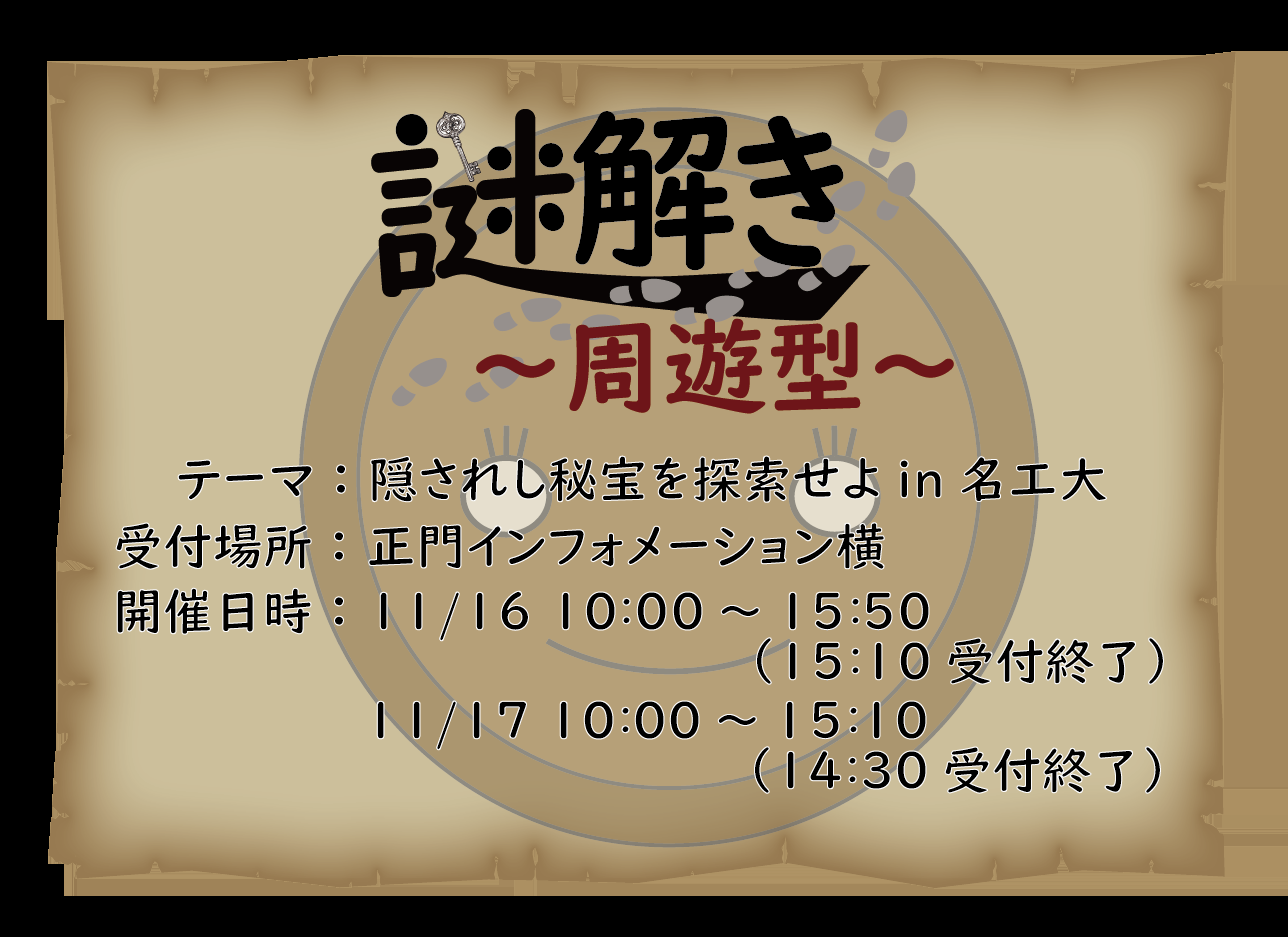 謎解き
～周遊型～
テーマ：隠されし秘宝を探索せよ in 名工大
受付場所：正門インフォメーション横
開催日時：11/16 10:00 ～ 15:50
（15:10 受付終了）
11/17 10:00 ～ 15:10
（14:30 受付終了）